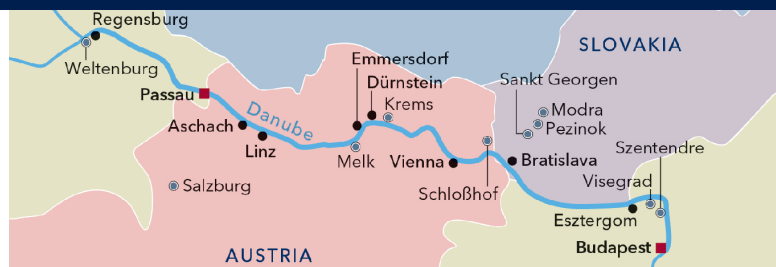 Regensburg
Weltenburg
Passau
Aschach
Linz
Danube
Salzburg
AUSTRIA
Emmersdorf
Dürnstein
Krems
Melk
Vienna
Schloßhof
SLOVAKIA
Sankt Georgen
Modra
Pezinok
Bratislava
Szentendre
Visegrad
Esztergom
Budapest